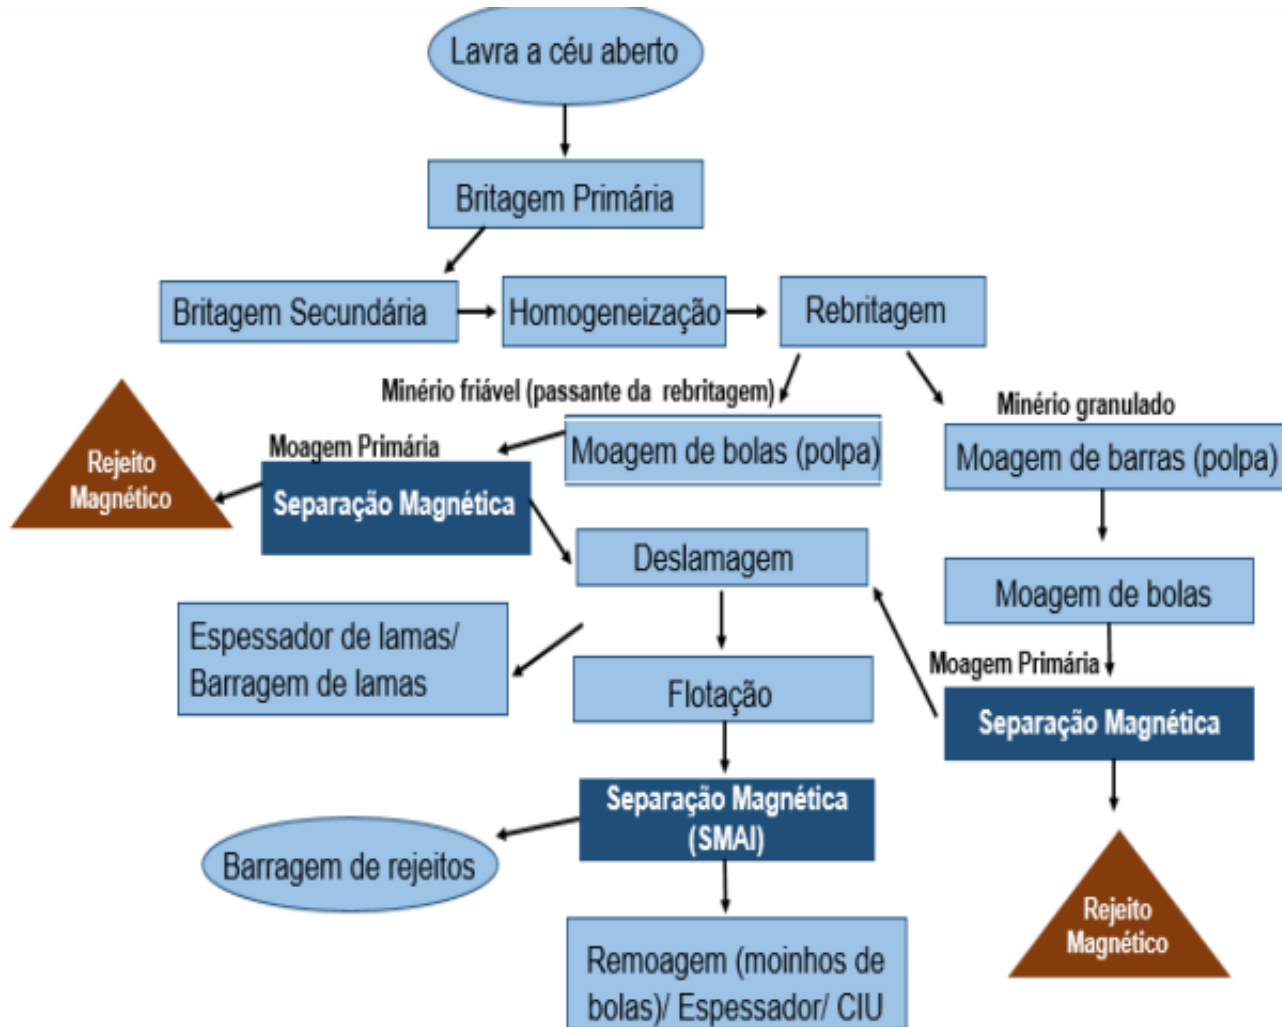 Lavra a céu aberto
Britagem Primária
Britagem Secundária
Homogeneização
Rebritagem
Minério friável (passante da rebritagem)
Minério granulado
Moagem de bolas (polpa)
Moagem de barras (polpa)
Moagem Primária
Rejeito
Magnético
Separação Magnética
Deslamagem
Moagem de bolas
Espessador de lamas/
Barragem de lamas
Moagem Primária
Flotação
Separação Magnética
Separação Magnética
(SMAI)
Barragem de rejeitos
Rejeito
Magnético
Remoagem (moinhos de
bolas)/ Espessador/ CIU